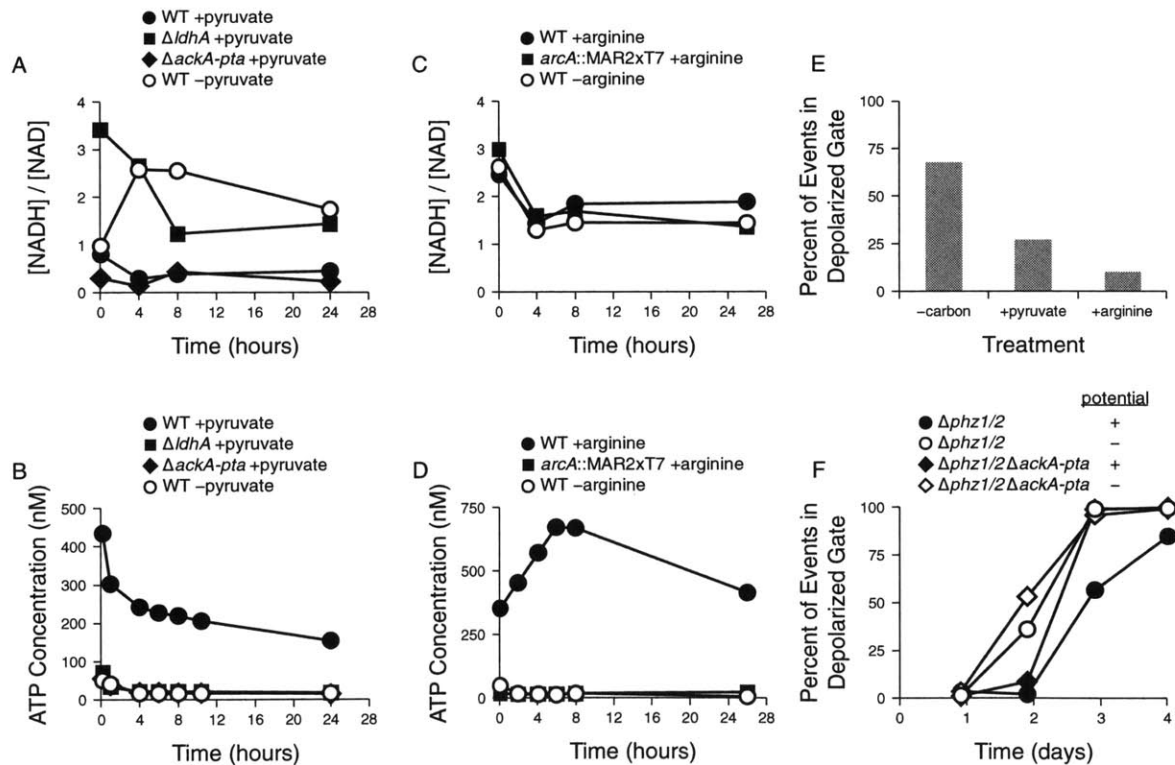 A
● WT +pyruvate
■ ΔldhA +pyruvate
◆ ΔackA-pta +pyruvate
○ WT −pyruvate
[NADH] / [NAD]
4
3
2
1
0
0 4 8 12 16 20 24 28
Time (hours)
C
● WT +arginine
■ arcA::MAR2xT7 +arginine
○ WT −arginine
[NADH] / [NAD]
4
3
2
1
0
0 4 8 12 16 20 24 28
Time (hours)
E
Percent of Events in
Depolarized Gate
100
75
50
25
0
−carbon +pyruvate +arginine
Treatment
B
● WT +pyruvate
■ ΔldhA +pyruvate
◆ ΔackA-pta +pyruvate
○ WT −pyruvate
ATP Concentration (nM)
500
400
300
200
100
0
0 4 8 12 16 20 24 28
Time (hours)
D
● WT +arginine
■ arcA::MAR2xT7 +arginine
○ WT −arginine
ATP Concentration (nM)
750
500
250
0
0 4 8 12 16 20 24 28
Time (hours)
F
potential
● Δphz1/2 +
○ Δphz1/2 −
◆ Δphz1/2ΔackA-pta +
◇ Δphz1/2ΔackA-pta −
Percent of Events in
Depolarized Gate
100
75
50
25
0
0 1 2 3 4
Time (days)